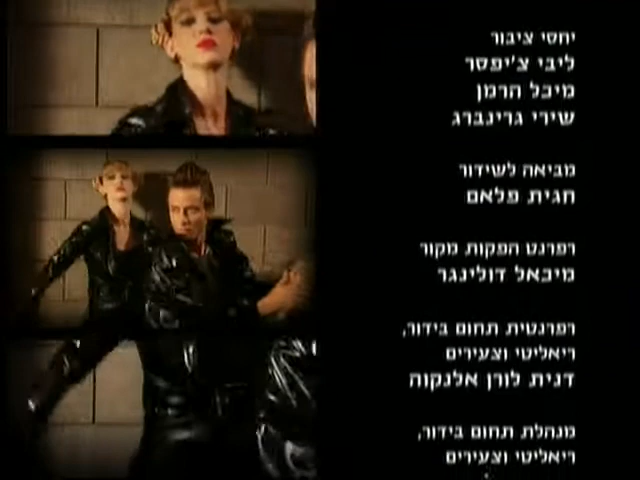 יחסי ציבור
ליבי צ'יפסר
מיכל הרמן
שירי גרינברג
מביאה לשידור
חגית פלאם
רפרנט הפקות מקור
מיכאל דולינגר
רפרנטית תחום בידור,
ריאליטי וצעירים
דנית לורן אלנקוה
מנהלת תחום בידור,
ריאליטי וצעירים